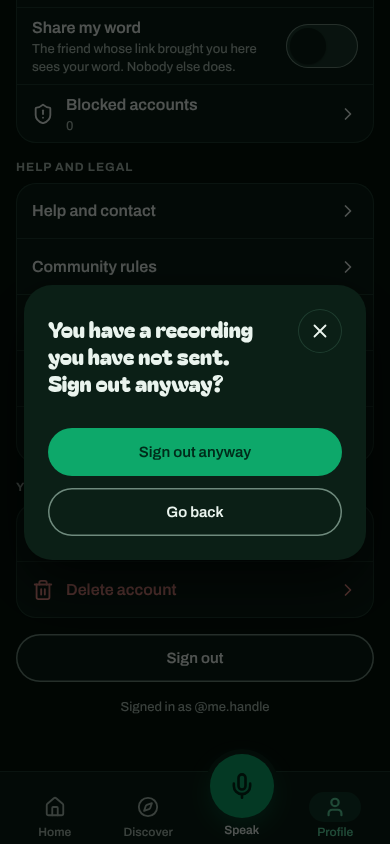 Share my word
The friend whose link brought you here
sees your word. Nobody else does.
Blocked accounts
0
HELP AND LEGAL
Help and contact
Community rules
You have a recording
you have not sent.
Sign out anyway?
Sign out anyway
Go back
Delete account
Sign out
Signed in as @me.handle
Home
Discover
Speak
Profile